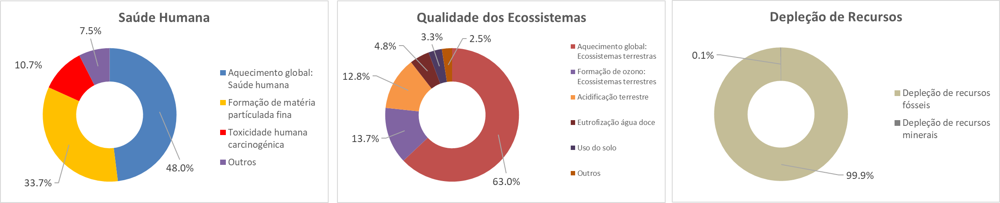 Saúde Humana
7.5%
10.7%
33.7%
48.0%
Aquecimento global:
Saúde humana
Formação de matéria
partículada fina
Toxicidade humana
carcinogénica
Outros
Qualidade dos Ecossistemas
3.3%
2.5%
4.8%
12.8%
13.7%
63.0%
Aquecimento global:
Ecossistemas terrestras
Formação de ozono:
Ecossistemas terrestres
Acidificação terrestre
Eutrofização água doce
Uso do solo
Outros
Depleção de Recursos
0.1%
99.9%
Depleção de recursos
fósseis
Depleção de recursos
minerais